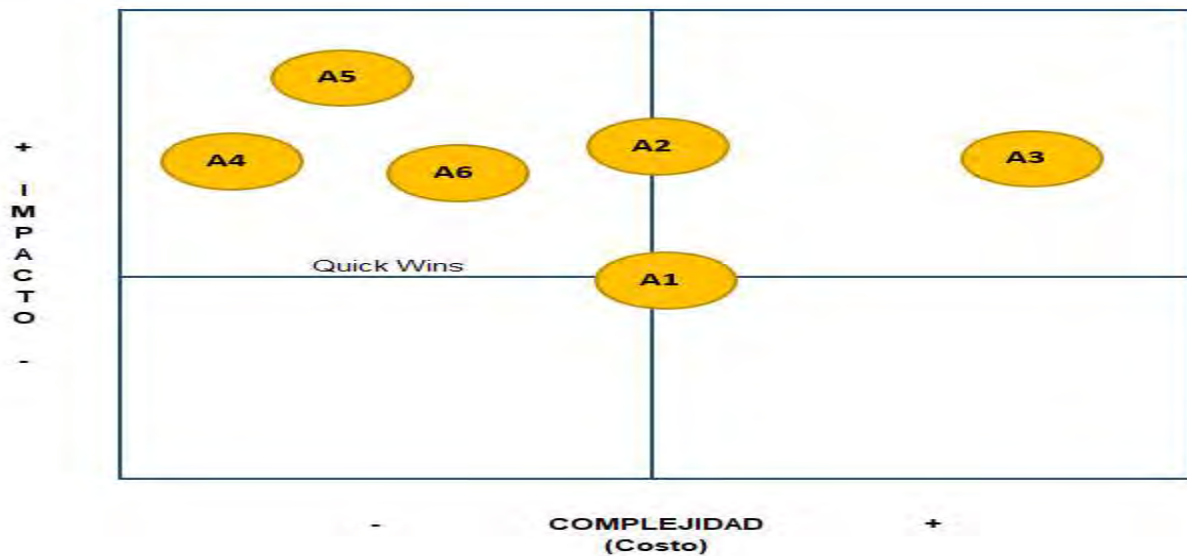 A5
A2
A4
A6
A3
+
I
M
P
A
C
T
O
-
Quick Wins
A1
- COMPLEJIDAD +
(Costo)